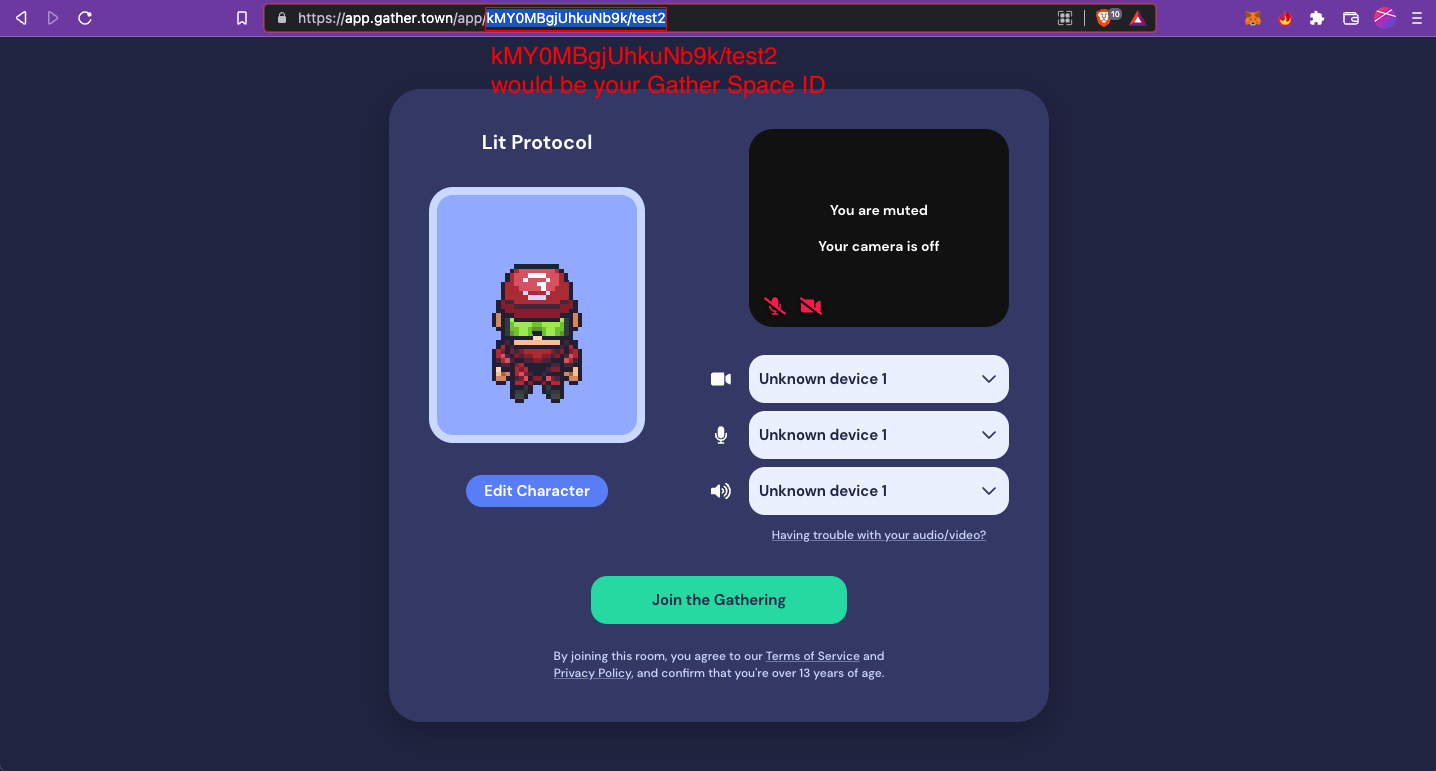 https://app.gather.town/app/kMY0MBgjUhkuNb9k/test2
10
kMY0MBgjUhkuNb9k/test2
would be your Gather Space ID
Lit Protocol
You are muted
Your camera is off
Unknown device 1
Unknown device 1
Edit Character
Unknown device 1
Having trouble with your audio/video?
Join the Gathering
By joining this room, you agree to our Terms of Service and
Privacy Policy, and confirm that you're over 13 years of age.